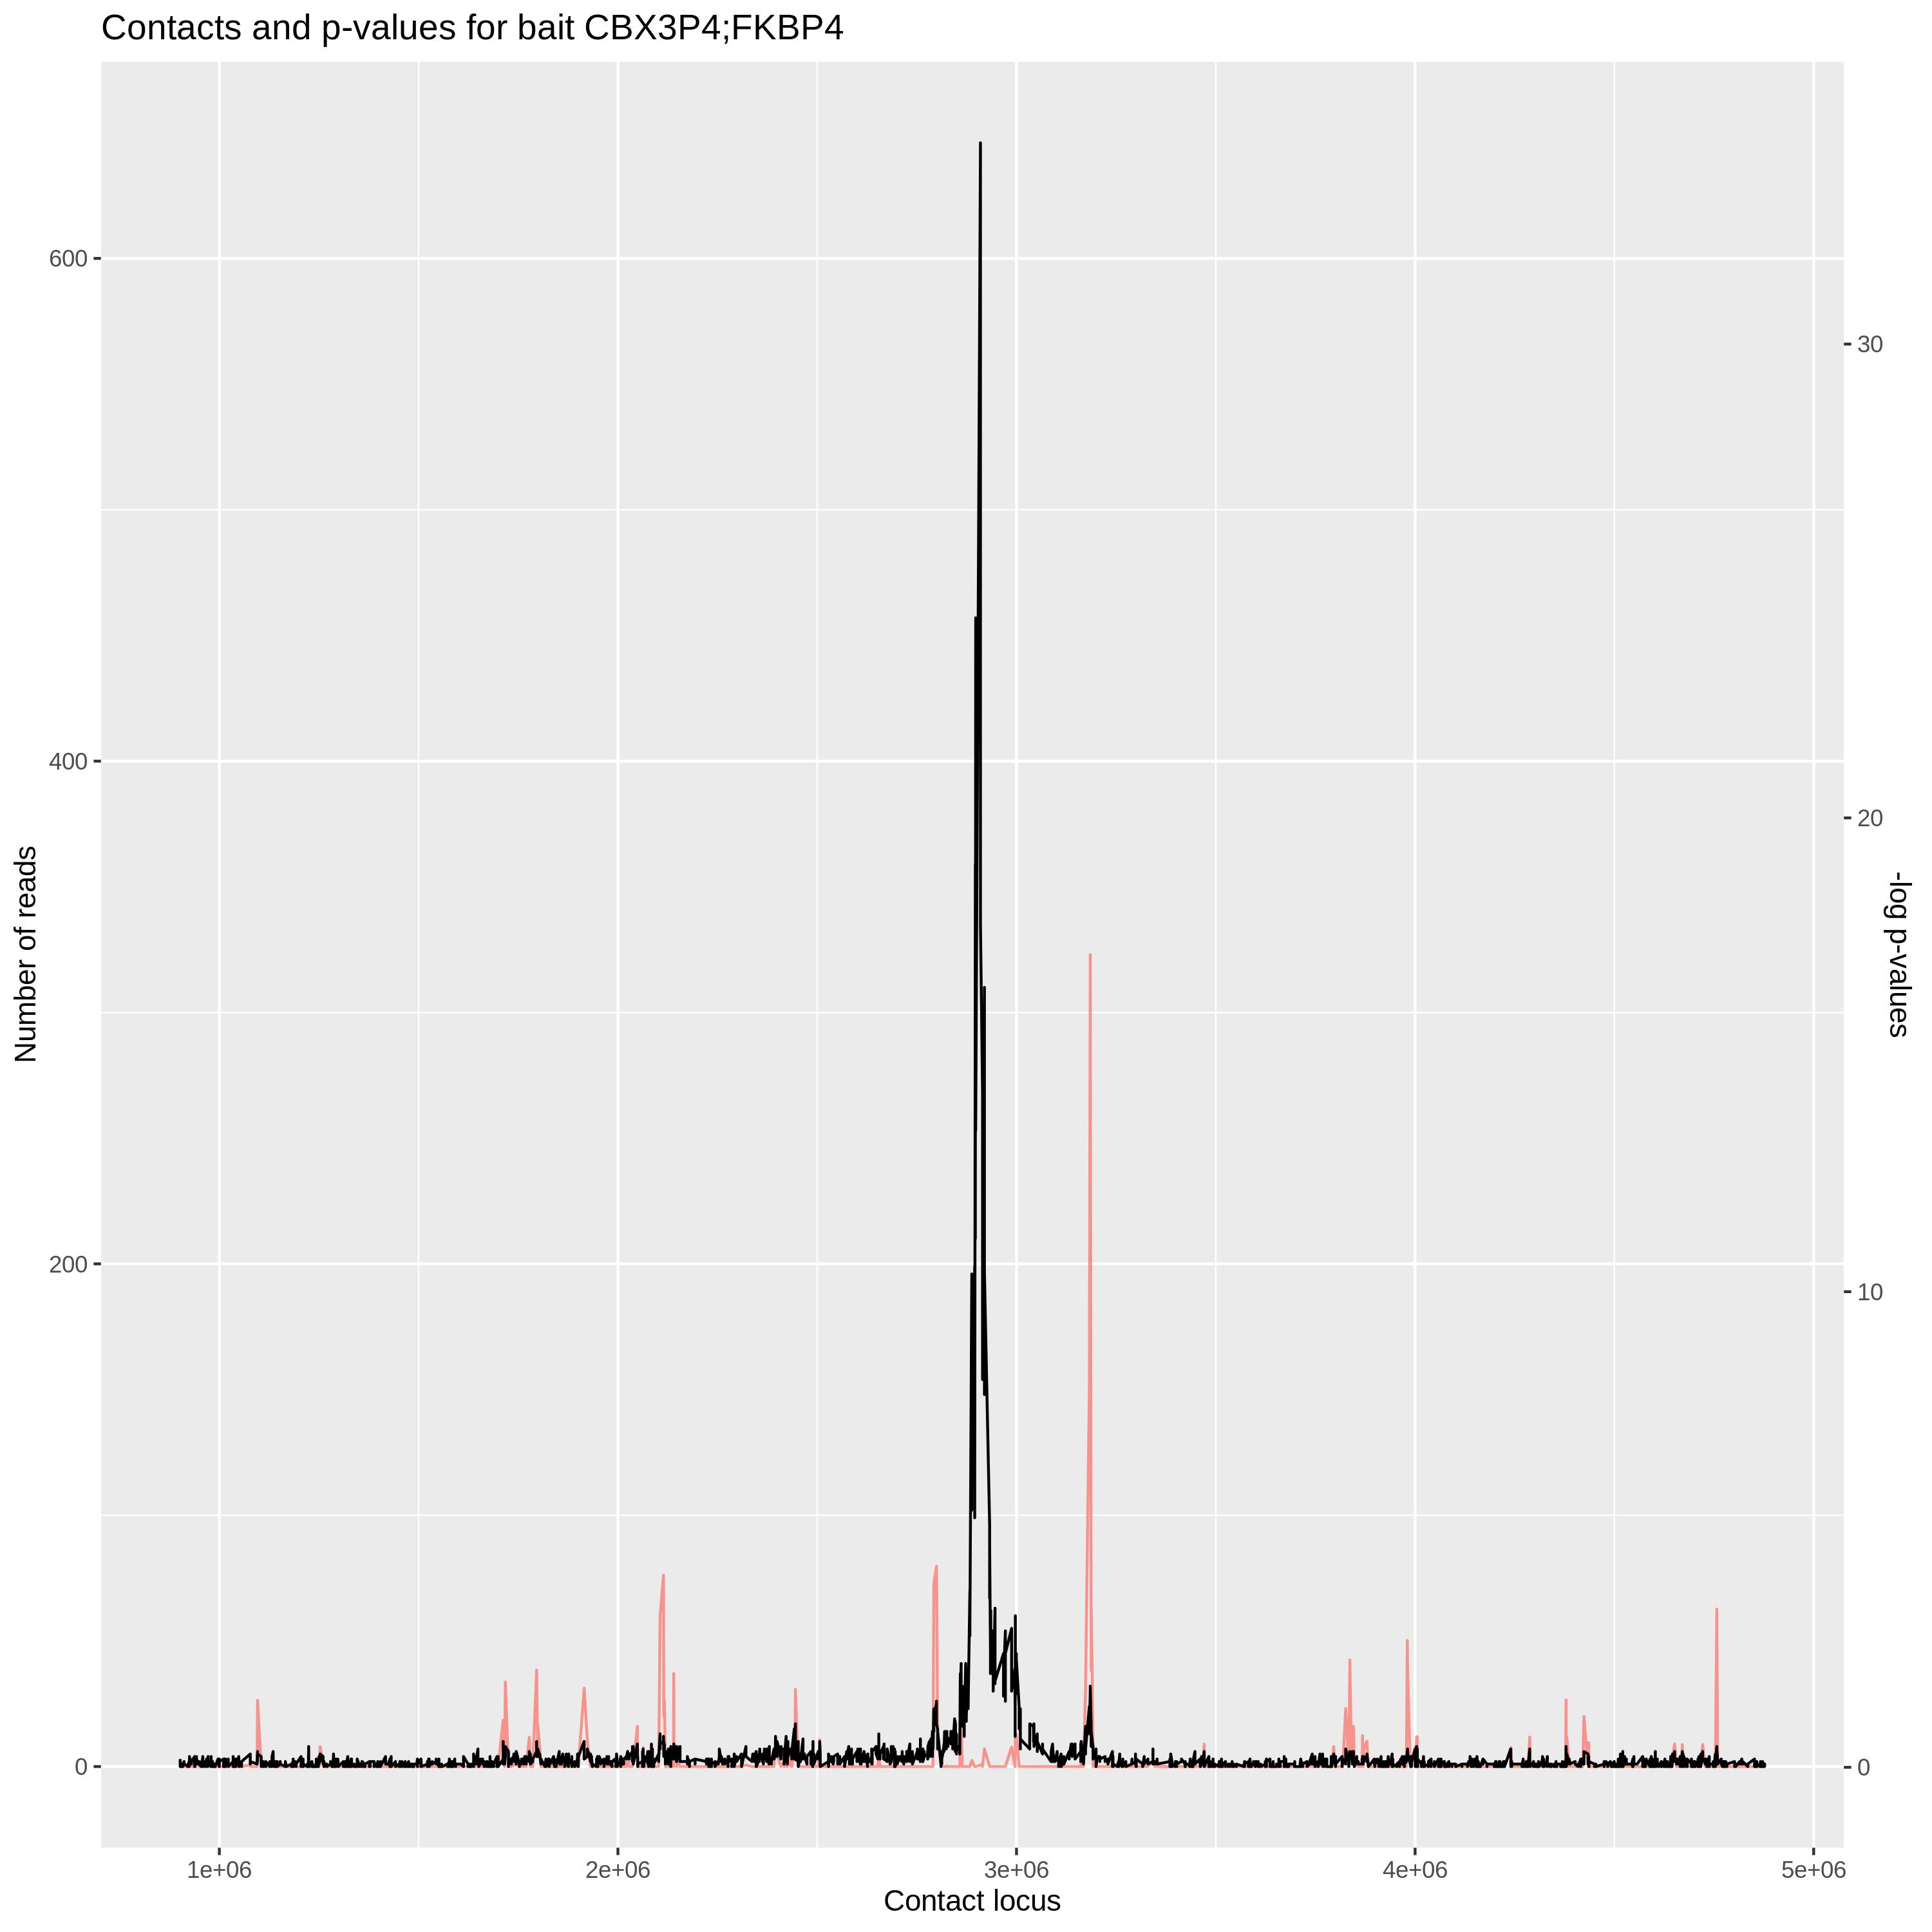 Contacts and p-values for bait CBX3P4;FKBP4
600
400
200
0
30
20
10
0
Number of reads
-log p-values
1e+06
2e+06
3e+06
4e+06
5e+06
Contact locus